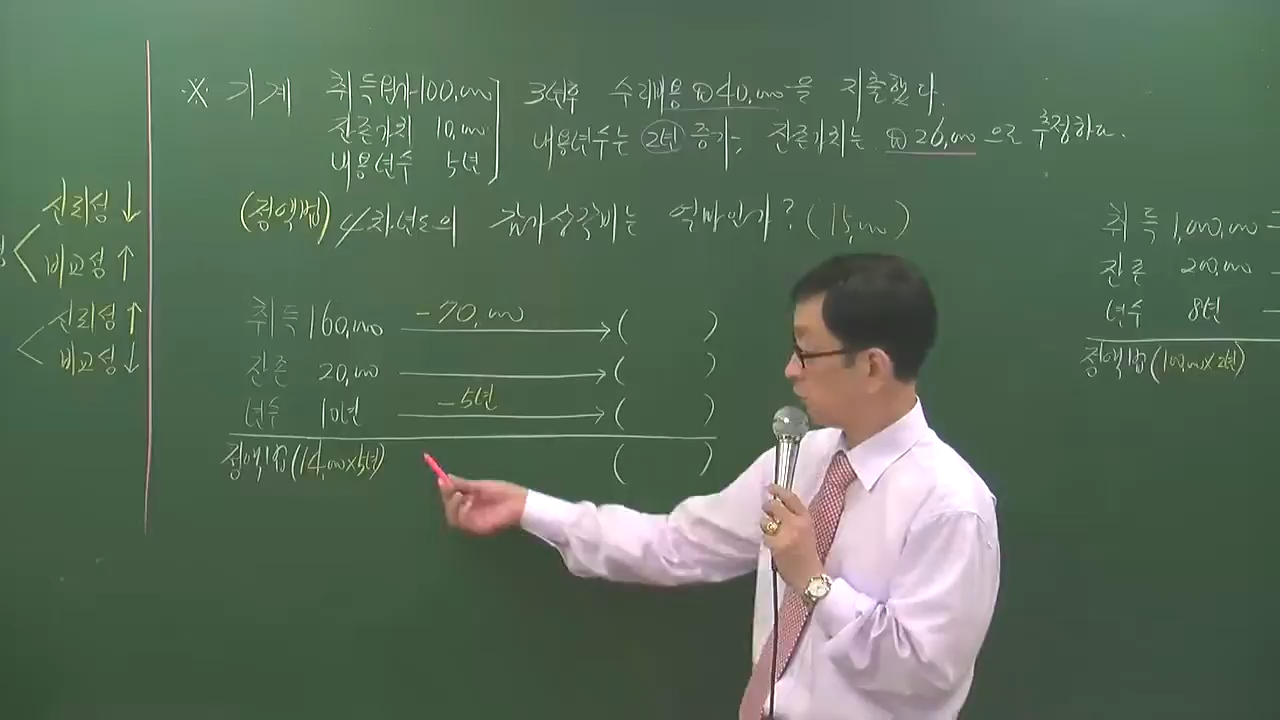 ※ 기계 취득원가 100,000 3년후 수리비용 ₩40,000을 지출했다.
잔존가치 10,000 내용년수는 2년 증가, 잔존가치는 ₩26,000으로 추정하고.
내용년수 5년
(정액법) 4차년도의 감가상각비는 얼마인가? (15,000)
신뢰성 ↓
비교성 ↑
신뢰성 ↑
비교성 ↓
취득 160,000 -70,000 → ( )
잔존 20,000 → ( )
년수 10년 -5년 → ( )
정액법 (14,000×5년) ( )
취득 1,000,000
잔존 200,000
년수 8년
정액법 (100,000×2년)